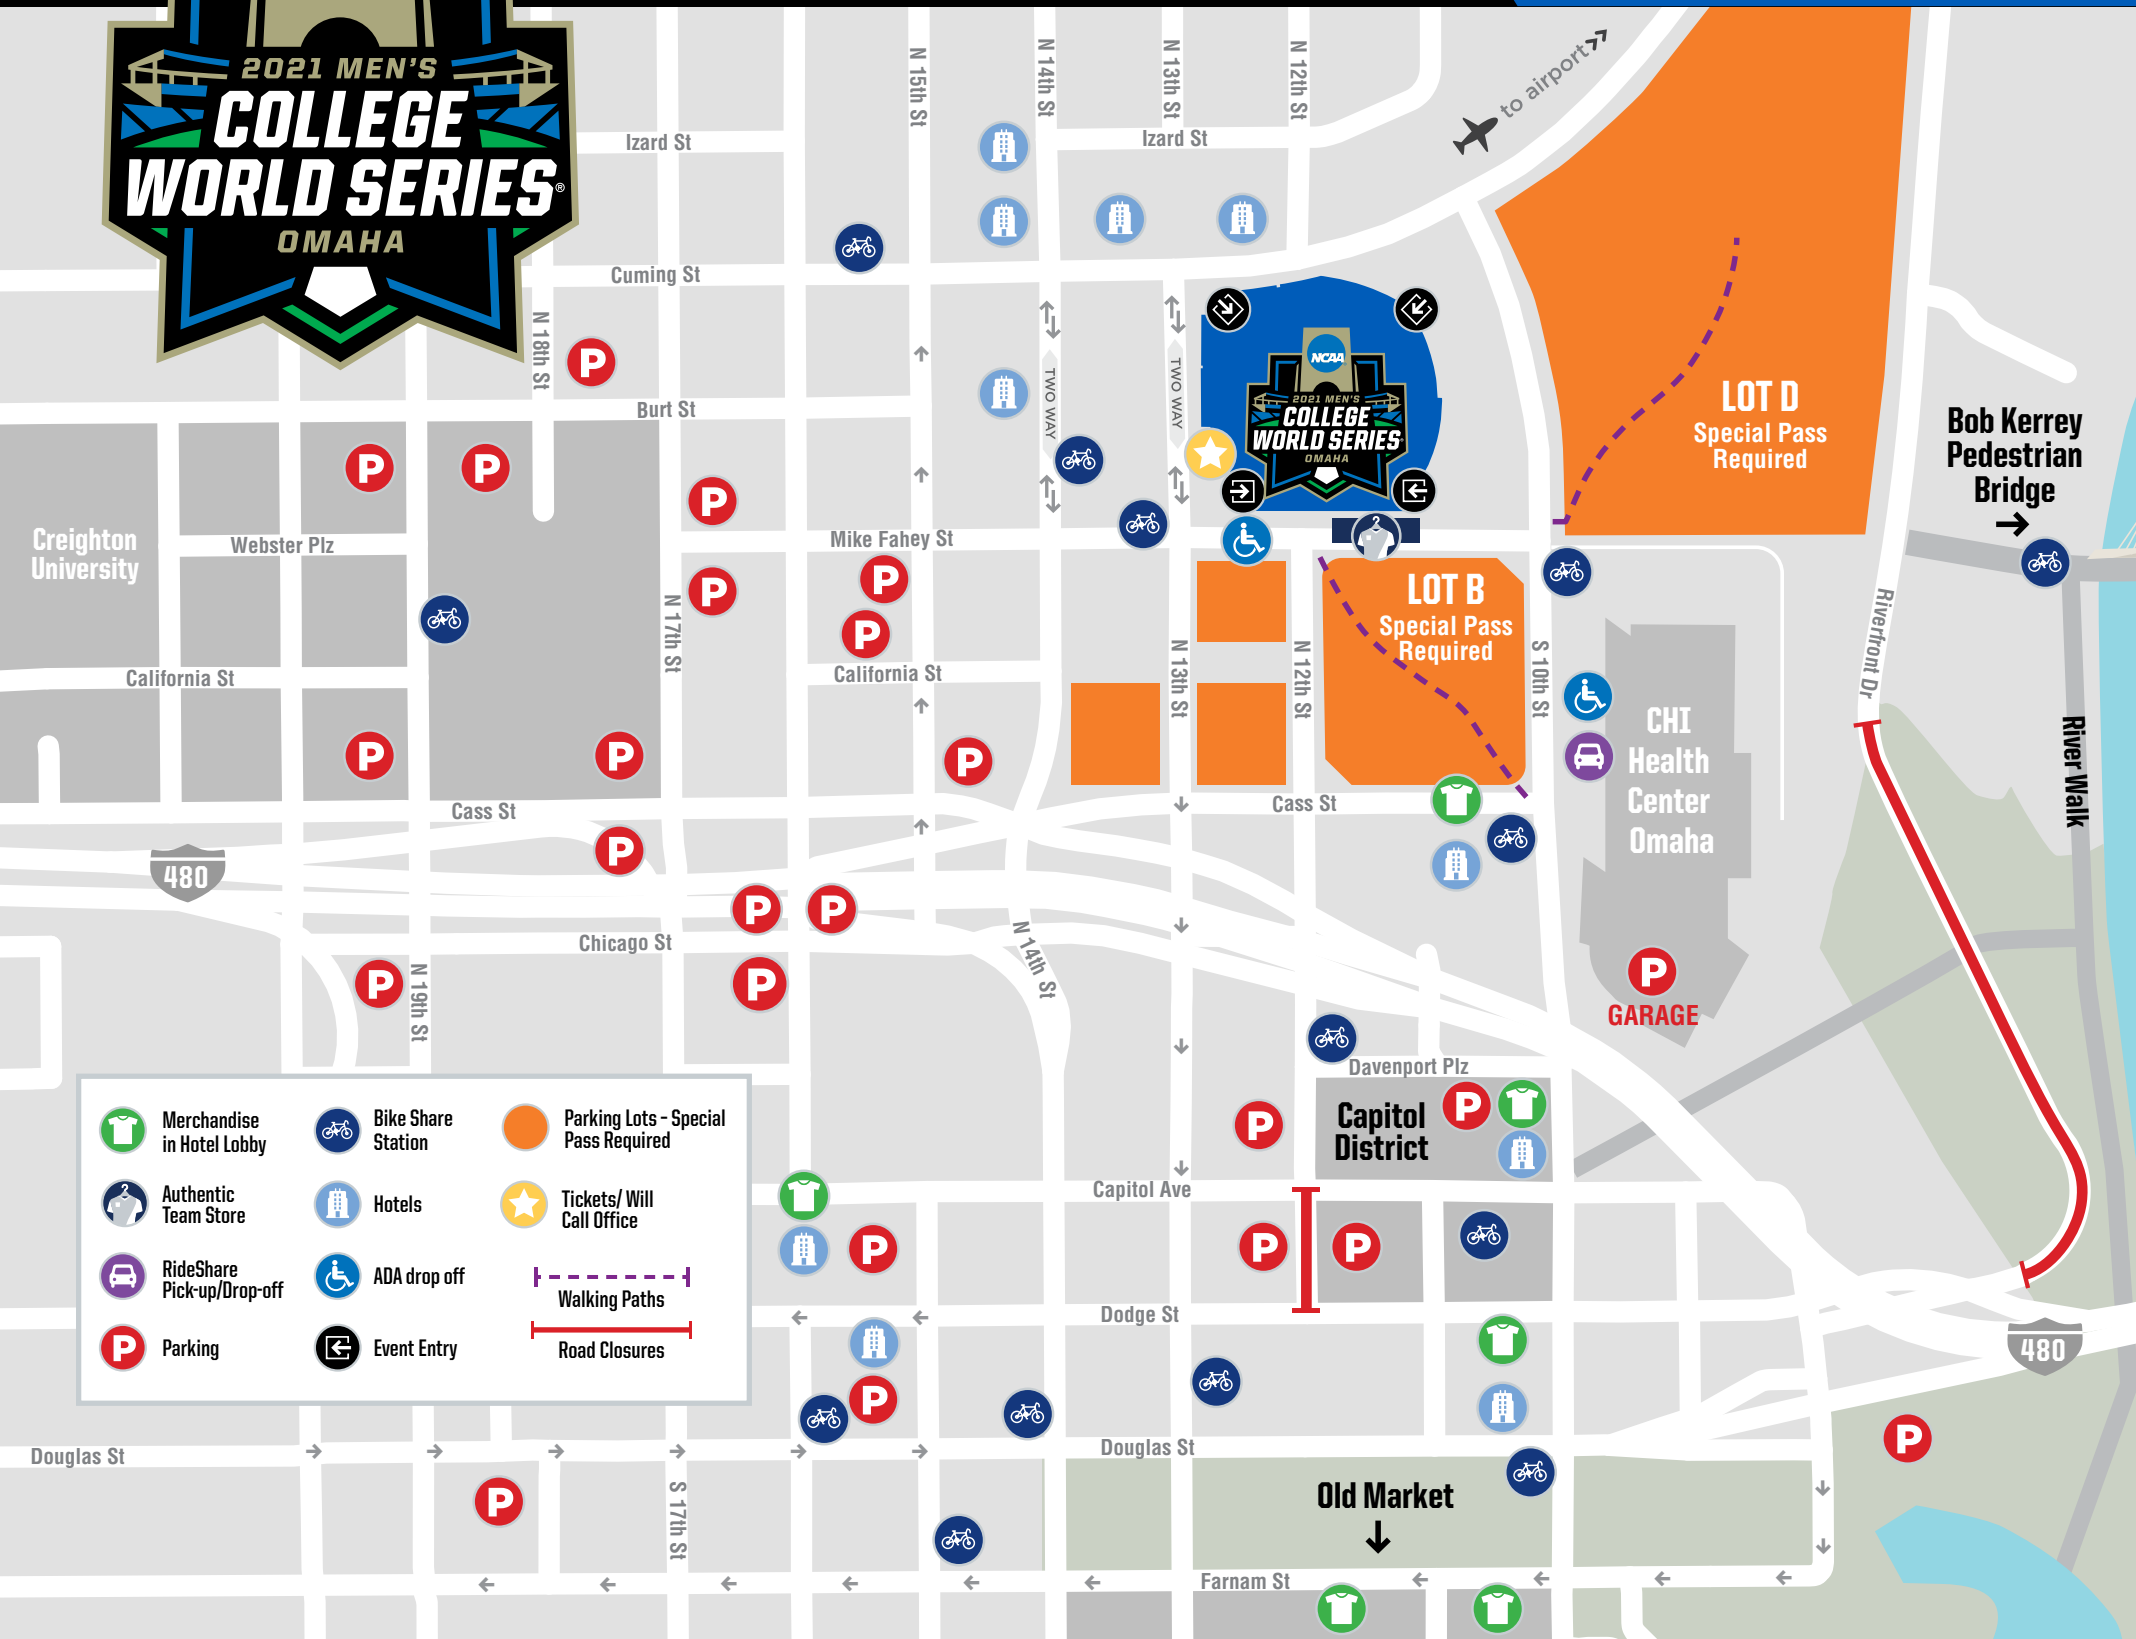 2021 MEN'S
COLLEGE
WORLD SERIES®
OMAHA
N 15th St
N 14th St
N 13th St
N 12th St
to airport
Izard St
Izard St
Cuming St
N 18th St
Burt St
TWO WAY
TWO WAY
NCAA
2021 MEN'S
COLLEGE
WORLD SERIES
OMAHA
LOT D
Special Pass
Required
Bob Kerrey
Pedestrian
Bridge
P
P
P
P
Creighton
University
Webster Plz
Mike Fahey St
P
P
P
N 17th St
LOT B
Special Pass
Required
N 13th St
N 12th St
S 10th St
Riverfront Dr
California St
California St
P
P
P
CHI
Health
Center
Omaha
River Walk
Cass St
Cass St
480
P
P
P
Chicago St
N 14th St
P
N 19th St
P
P
GARAGE
Davenport Plz
Capitol
District
P
P
Capitol Ave
P
P
P
Dodge St
480
Merchandise
in Hotel Lobby
Bike Share
Station
Parking Lots - Special
Pass Required
Authentic
Team Store
Hotels
Tickets/ Will
Call Office
RideShare
Pick-up/Drop-off
ADA drop off
Walking Paths
P
Parking
Event Entry
Road Closures
P
P
Douglas St
Douglas St
P
S 17th St
Old Market
Farnam St